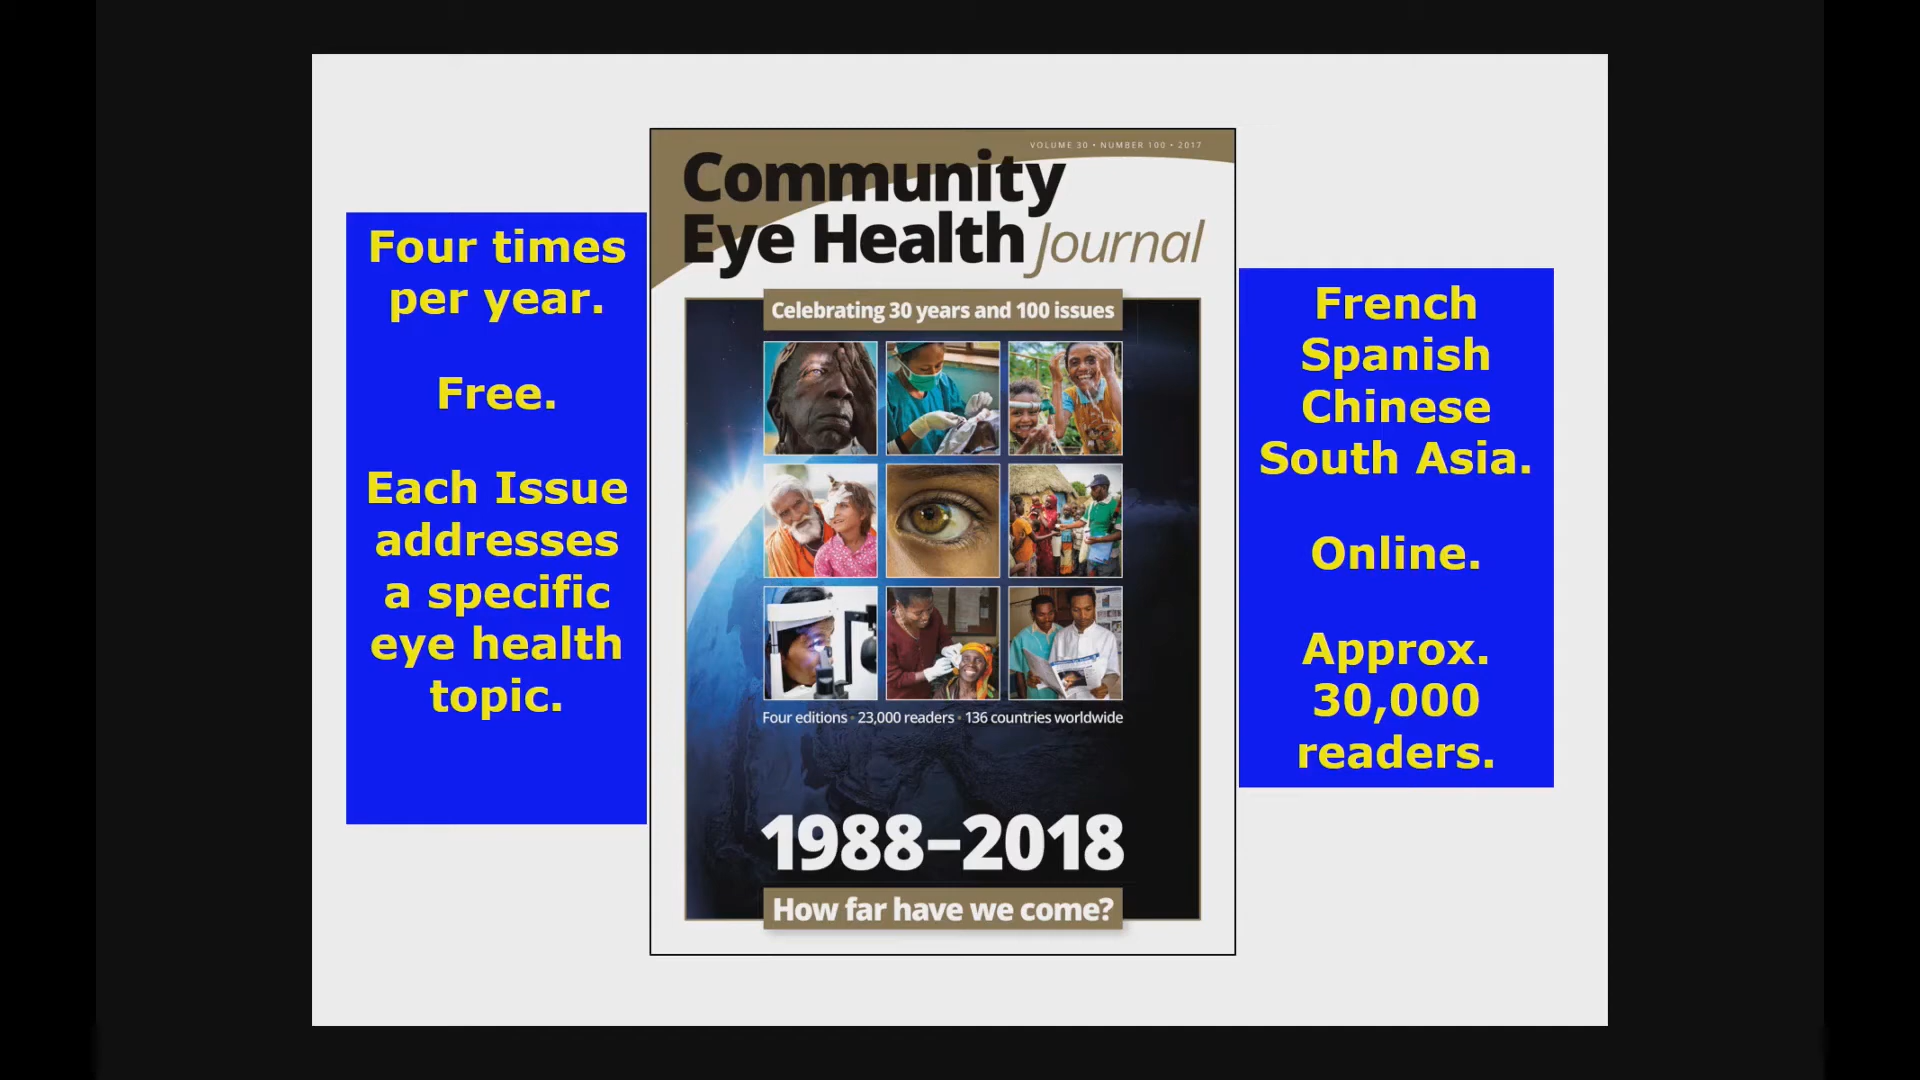 Four times
per year.
Free.
Each Issue
addresses
a specific
eye health
topic.
VOLUME 30 • NUMBER 100 • 2017
Community
Eye Health Journal
Celebrating 30 years and 100 issues
Four editions • 23,000 readers • 136 countries worldwide
1988–2018
How far have we come?
French
Spanish
Chinese
South Asia.
Online.
Approx.
30,000
readers.